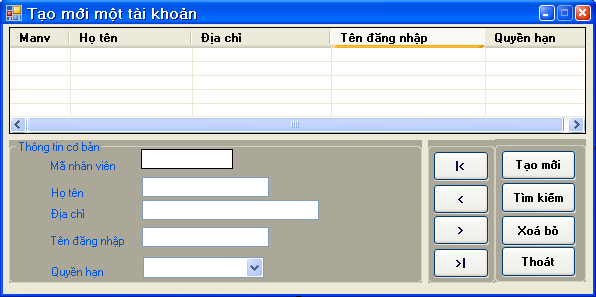 Tạo mới một tài khoản
Manv Họ tên Địa chỉ Tên đăng nhập Quyền hạn
Thông tin cơ bản
Mã nhân viên
Họ tên
Địa chỉ
Tên đăng nhập
Quyền hạn
|<
<
>
>|
Tạo mới
Tìm kiếm
Xoá bỏ
Thoát